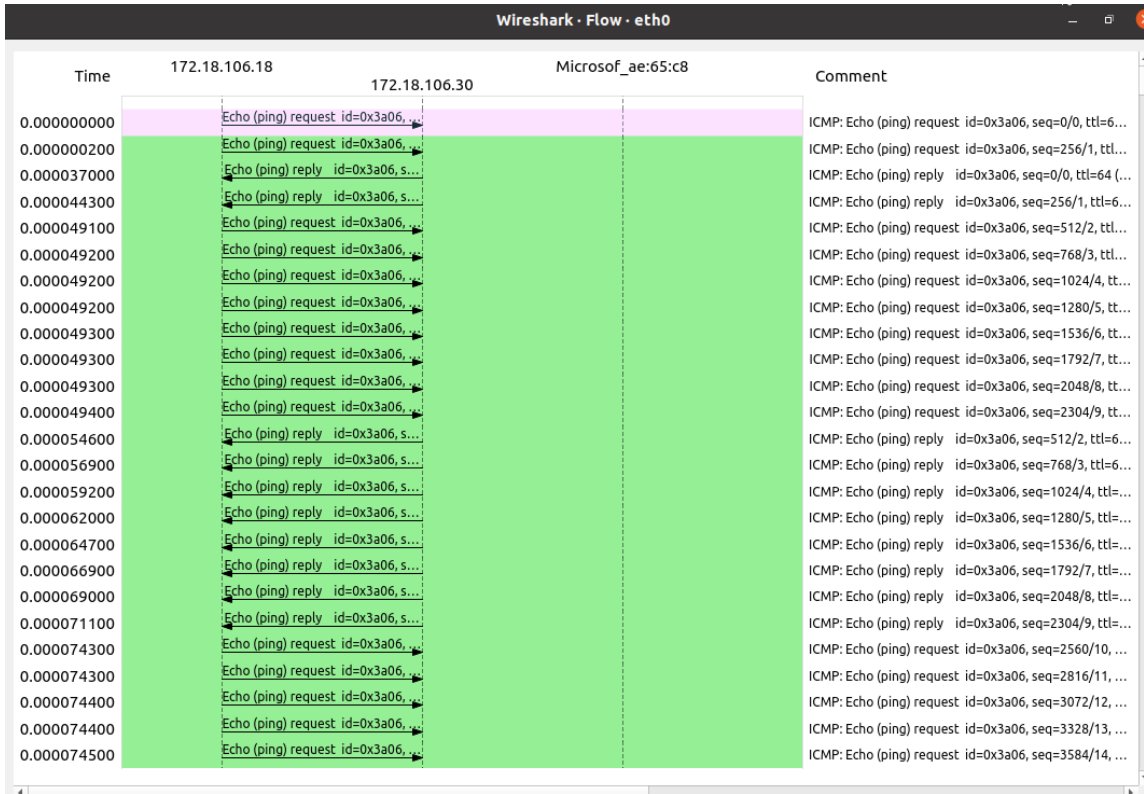 Wireshark · Flow · eth0
Time 172.18.106.18 172.18.106.30 Microsof_ae:65:c8 Comment
0.000000000 Echo (ping) request id=0x3a06, ... ICMP: Echo (ping) request id=0x3a06, seq=0/0, ttl=6...
0.000000200 Echo (ping) request id=0x3a06, ... ICMP: Echo (ping) request id=0x3a06, seq=256/1, ttl...
0.000037000 Echo (ping) reply id=0x3a06, s... ICMP: Echo (ping) reply id=0x3a06, seq=0/0, ttl=64 (...
0.000044300 Echo (ping) reply id=0x3a06, s... ICMP: Echo (ping) reply id=0x3a06, seq=256/1, ttl=6...
0.000049100 Echo (ping) request id=0x3a06, ... ICMP: Echo (ping) request id=0x3a06, seq=512/2, ttl...
0.000049200 Echo (ping) request id=0x3a06, ... ICMP: Echo (ping) request id=0x3a06, seq=768/3, ttl...
0.000049200 Echo (ping) request id=0x3a06, ... ICMP: Echo (ping) request id=0x3a06, seq=1024/4, tt...
0.000049200 Echo (ping) request id=0x3a06, ... ICMP: Echo (ping) request id=0x3a06, seq=1280/5, tt...
0.000049300 Echo (ping) request id=0x3a06, ... ICMP: Echo (ping) request id=0x3a06, seq=1536/6, tt...
0.000049300 Echo (ping) request id=0x3a06, ... ICMP: Echo (ping) request id=0x3a06, seq=1792/7, tt...
0.000049300 Echo (ping) request id=0x3a06, ... ICMP: Echo (ping) request id=0x3a06, seq=2048/8, tt...
0.000049400 Echo (ping) request id=0x3a06, ... ICMP: Echo (ping) request id=0x3a06, seq=2304/9, tt...
0.000054600 Echo (ping) reply id=0x3a06, s... ICMP: Echo (ping) reply id=0x3a06, seq=512/2, ttl=6...
0.000056900 Echo (ping) reply id=0x3a06, s... ICMP: Echo (ping) reply id=0x3a06, seq=768/3, ttl=6...
0.000059200 Echo (ping) reply id=0x3a06, s... ICMP: Echo (ping) reply id=0x3a06, seq=1024/4, ttl=...
0.000062000 Echo (ping) reply id=0x3a06, s... ICMP: Echo (ping) reply id=0x3a06, seq=1280/5, ttl=...
0.000064700 Echo (ping) reply id=0x3a06, s... ICMP: Echo (ping) reply id=0x3a06, seq=1536/6, ttl=...
0.000066900 Echo (ping) reply id=0x3a06, s... ICMP: Echo (ping) reply id=0x3a06, seq=1792/7, ttl=...
0.000069000 Echo (ping) reply id=0x3a06, s... ICMP: Echo (ping) reply id=0x3a06, seq=2048/8, ttl=...
0.000071100 Echo (ping) reply id=0x3a06, s... ICMP: Echo (ping) reply id=0x3a06, seq=2304/9, ttl=...
0.000074300 Echo (ping) request id=0x3a06, ... ICMP: Echo (ping) request id=0x3a06, seq=2560/10, ...
0.000074300 Echo (ping) request id=0x3a06, ... ICMP: Echo (ping) request id=0x3a06, seq=2816/11, ...
0.000074400 Echo (ping) request id=0x3a06, ... ICMP: Echo (ping) request id=0x3a06, seq=3072/12, ...
0.000074400 Echo (ping) request id=0x3a06, ... ICMP: Echo (ping) request id=0x3a06, seq=3328/13, ...
0.000074500 Echo (ping) request id=0x3a06, ... ICMP: Echo (ping) request id=0x3a06, seq=3584/14, ...